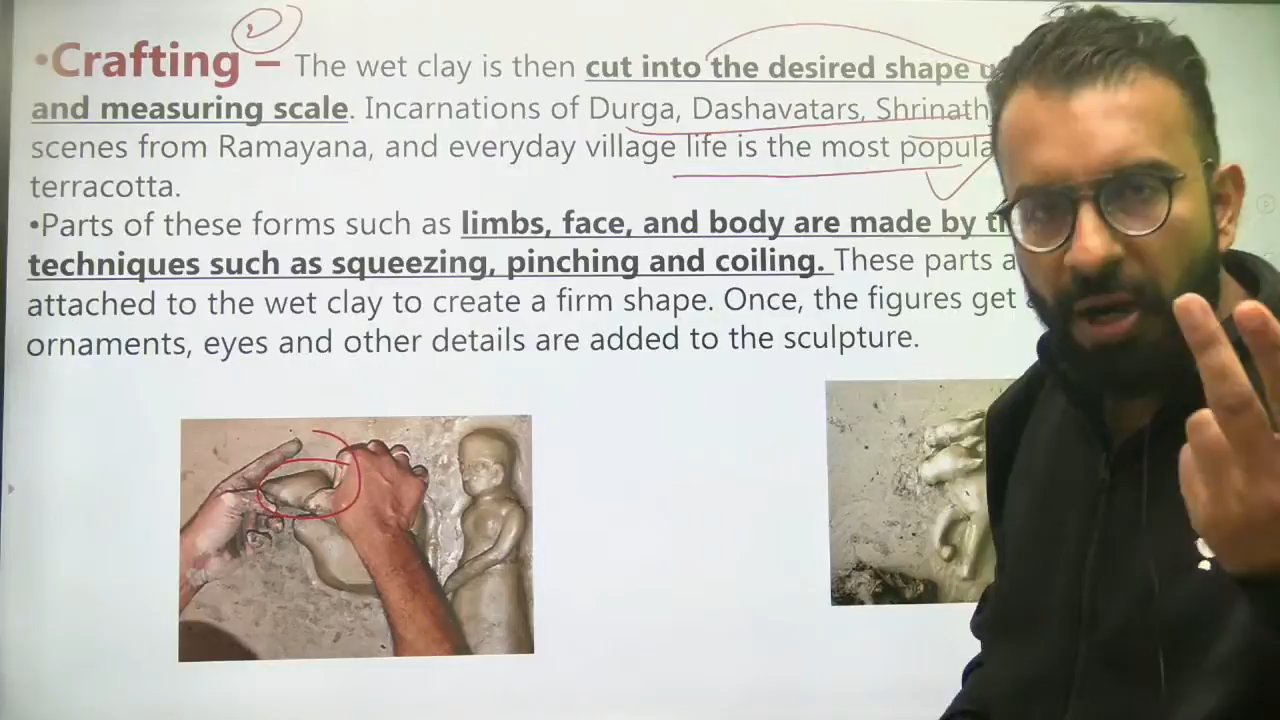 •Crafting – The wet clay is then cut into the desired shape
and measuring scale. Incarnations of Durga, Dashavatars, Shrinath
scenes from Ramayana, and everyday village life is the most
terracotta.
•Parts of these forms such as limbs, face, and body are made by
techniques such as squeezing, pinching and coiling. These parts
attached to the wet clay to create a firm shape. Once, the figures get
ornaments, eyes and other details are added to the sculpture.